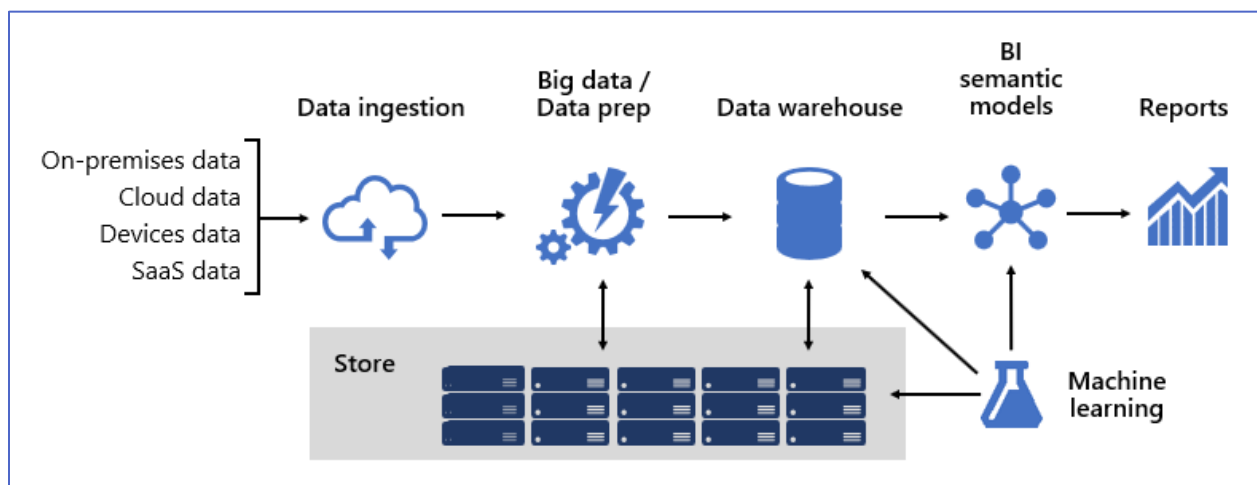 BI
semantic
models
Big data /
Data prep
Data ingestion
Data warehouse
Reports
On-premises data
Cloud data
Devices data
SaaS data
Store
Machine
learning